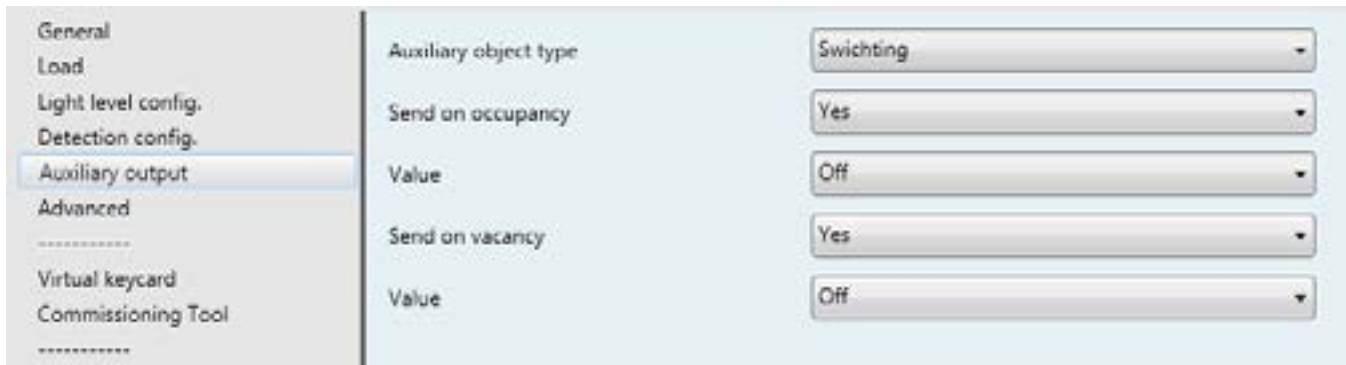 General
Load
Light level config.
Detection config.
Auxiliary output
Advanced
-----------
Virtual keycard
Commissioning Tool
-----------
Auxiliary object type Swichting
Send on occupancy Yes
Value Off
Send on vacancy Yes
Value Off